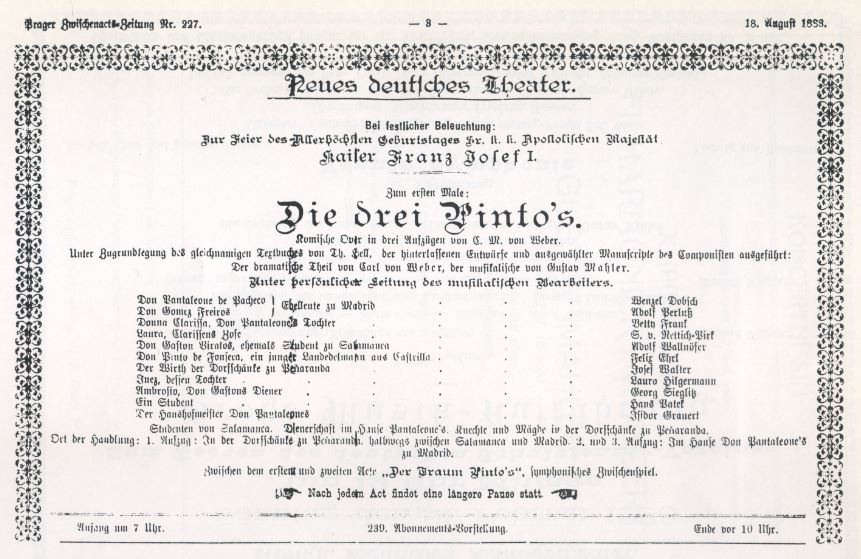 Prager Zwischenacts-Zeitung Nr. 227. — 3 — 18. August 1888.
Neues deutsches Theater.
Bei festlicher Beleuchtung:
Zur Feier des Allerhöchsten Geburtstages Sr. k. k. Apostolischen Majestät
Kaiser Franz Josef I.
Zum ersten Male:
Die drei Pinto's.
Komische Oper in drei Aufzügen von C. M. von Weber.
Unter Zugrundlegung des gleichnamigen Textbuches von Th. Hell, der hinterlassenen Entwürfe und ausgewählter Manuscripte des Componisten ausgeführt:
Der dramatische Theil von Carl von Weber, der musikalische von Gustav Mahler.
Unter persönlicher Leitung des musikalischen Bearbeiters.
Don Pantaleone de Pacheco } Eheleute zu Madrid . . . Wenzel Dobsch
Don Gomez Freiros . . . Adolf Perluß
Donna Clarissa, Don Pantaleone's Tochter . . . Betty Frank
Laura, Clarissens Zofe . . . S. v. Rettich-Pirk
Don Gaston Viratos, ehemals Student zu Salamanca . . . Adolf Wallnöfer
Don Pinto de Fonseca, ein junger Landedelmann aus Castilla . . . Felix Ehrl
Der Wirth der Dorfschänke zu Peñaranda . . . Josef Walter
Inez, dessen Tochter . . . Laura Hilgermann
Ambrosio, Don Gastons Diener . . . Georg Sieglitz
Ein Student . . . Hans Patek
Der Haushofmeister Don Pantaleones . . . Isidor Grauert
Studenten von Salamanca. Dienerschaft im Hause Pantaleone's. Knechte und Mägde in der Dorfschänke zu Peñaranda.
Ort der Handlung: 1. Aufzug: In der Dorfschänke zu Peñaranda, halbwegs zwischen Salamanca und Madrid. 2. und 3. Aufzug: Im Hause Don Pantaleone's
zu Madrid.
Zwischen dem ersten und zweiten Acte „Der Traum Pinto's“, symphonisches Zwischenspiel.
Nach jedem Act findet eine längere Pause statt
Anfang um 7 Uhr. 239. Abonnements-Vorstellung. Ende vor 10 Uhr.